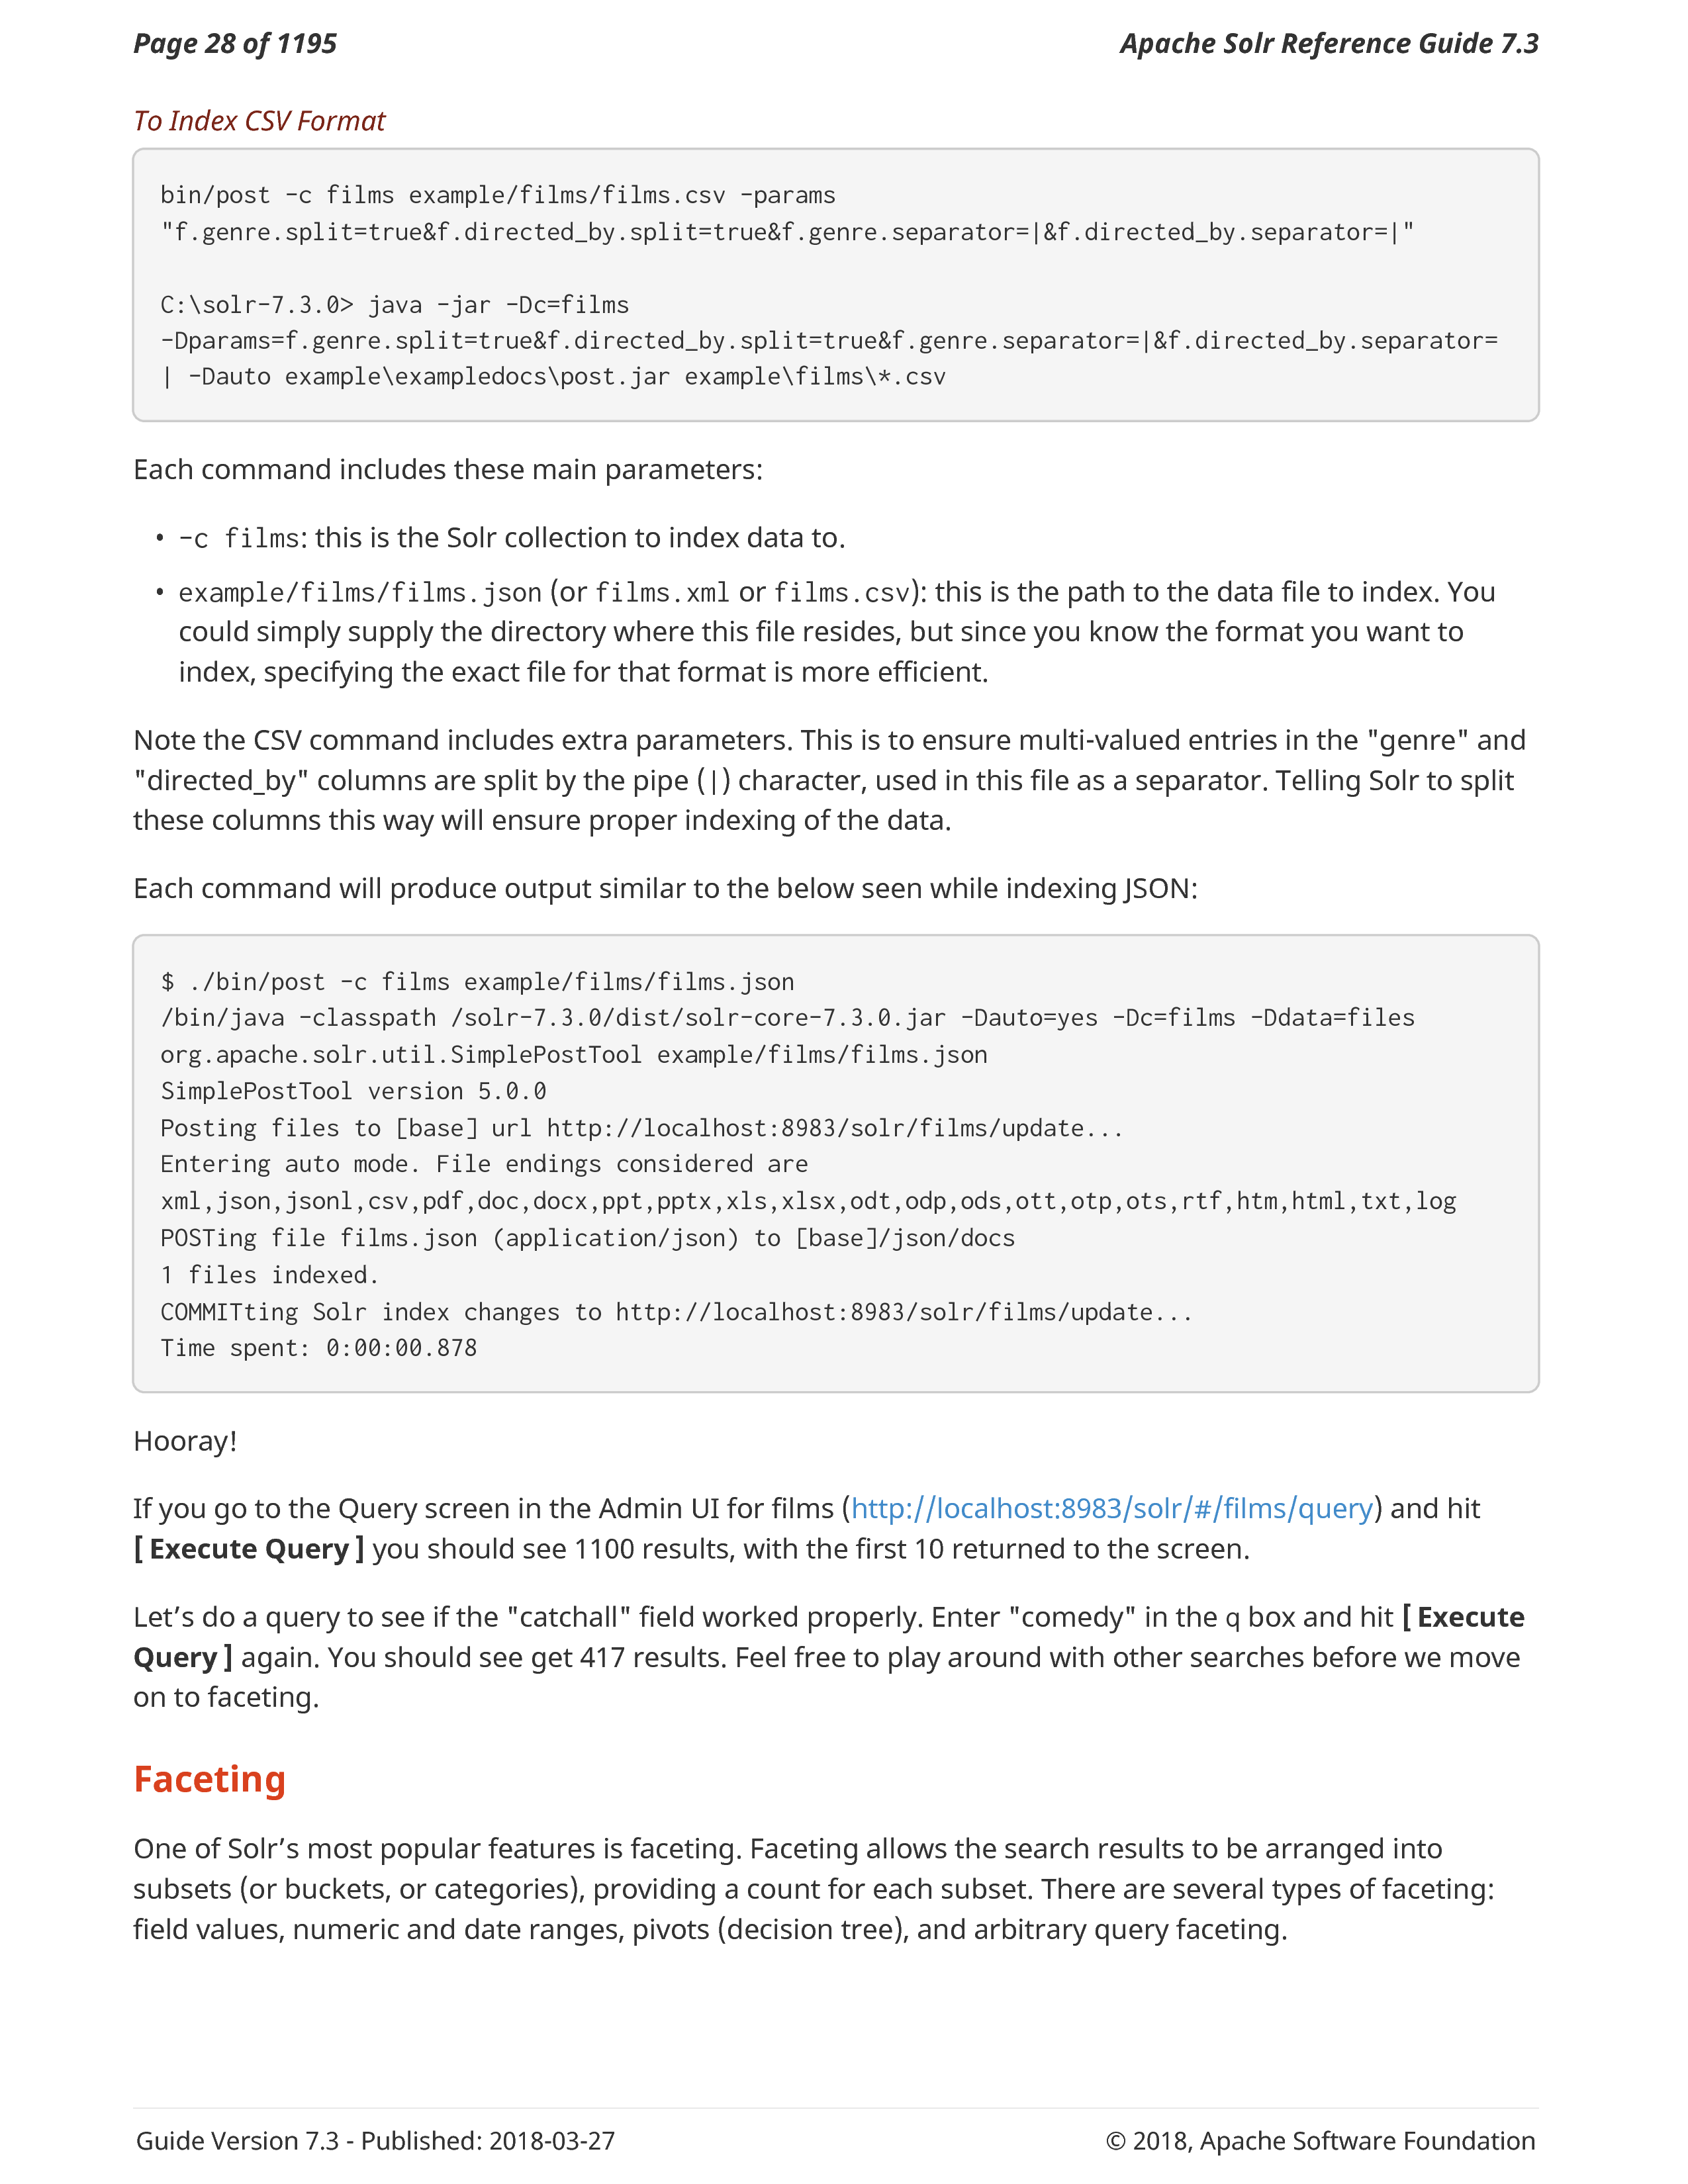 Page 28 of 1195
Apache Solr Reference Guide 7.3
To Index CSV Format
bin/post -c films example/films/films.csv -params
"f.genre.split=true&f.directed_by.split=true&f.genre.separator=|&f.directed_by.separator=|"
C:\solr-7.3.0> java -jar -Dc=films
-Dparams=f.genre.split=true&f.directed_by.split=true&f.genre.separator=|&f.directed_by.separator=
| -Dauto example\exampledocs\post.jar example\films\*.csv
Each command includes these main parameters:
• -c films: this is the Solr collection to index data to.
• example/films/films.json (or films.xml or films.csv): this is the path to the data file to index. You
could simply supply the directory where this file resides, but since you know the format you want to
index, specifying the exact file for that format is more efficient.
Note the CSV command includes extra parameters. This is to ensure multi-valued entries in the "genre" and
"directed_by" columns are split by the pipe (|) character, used in this file as a separator. Telling Solr to split
these columns this way will ensure proper indexing of the data.
Each command will produce output similar to the below seen while indexing JSON:
$ ./bin/post -c films example/films/films.json
/bin/java -classpath /solr-7.3.0/dist/solr-core-7.3.0.jar -Dauto=yes -Dc=films -Ddata=files
org.apache.solr.util.SimplePostTool example/films/films.json
SimplePostTool version 5.0.0
Posting files to [base] url http://localhost:8983/solr/films/update...
Entering auto mode. File endings considered are
xml,json,jsonl,csv,pdf,doc,docx,ppt,pptx,xls,xlsx,odt,odp,ods,ott,otp,ots,rtf,htm,html,txt,log
POSTing file films.json (application/json) to [base]/json/docs
1 files indexed.
COMMITting Solr index changes to http://localhost:8983/solr/films/update...
Time spent: 0:00:00.878
Hooray!
If you go to the Query screen in the Admin UI for films (http://localhost:8983/solr/#/films/query) and hit
[ Execute Query ] you should see 1100 results, with the first 10 returned to the screen.
Let’s do a query to see if the "catchall" field worked properly. Enter "comedy" in the q box and hit [ Execute
Query ] again. You should see get 417 results. Feel free to play around with other searches before we move
on to faceting.
Faceting
One of Solr’s most popular features is faceting. Faceting allows the search results to be arranged into
subsets (or buckets, or categories), providing a count for each subset. There are several types of faceting:
field values, numeric and date ranges, pivots (decision tree), and arbitrary query faceting.
Guide Version 7.3 - Published: 2018-03-27
© 2018, Apache Software Foundation